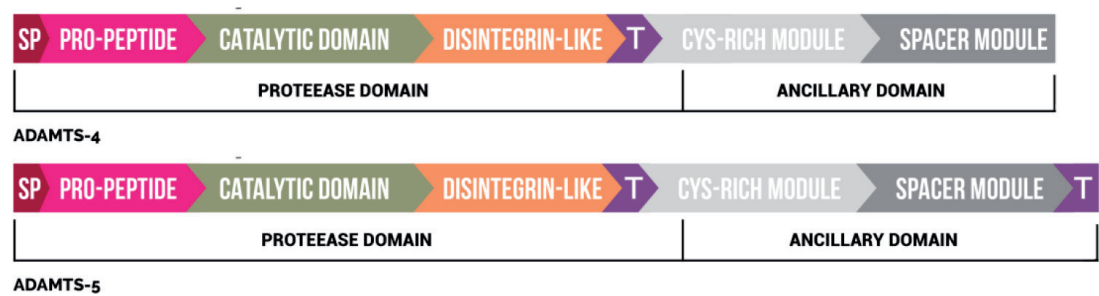 SP PRO-PEPTIDE CATALYTIC DOMAIN DISINTEGRIN-LIKE T CYS-RICH MODULE SPACER MODULE
PROTEEASE DOMAIN ANCILLARY DOMAIN
ADAMTS-4
SP PRO-PEPTIDE CATALYTIC DOMAIN DISINTEGRIN-LIKE T CYS-RICH MODULE SPACER MODULE T
PROTEEASE DOMAIN ANCILLARY DOMAIN
ADAMTS-5